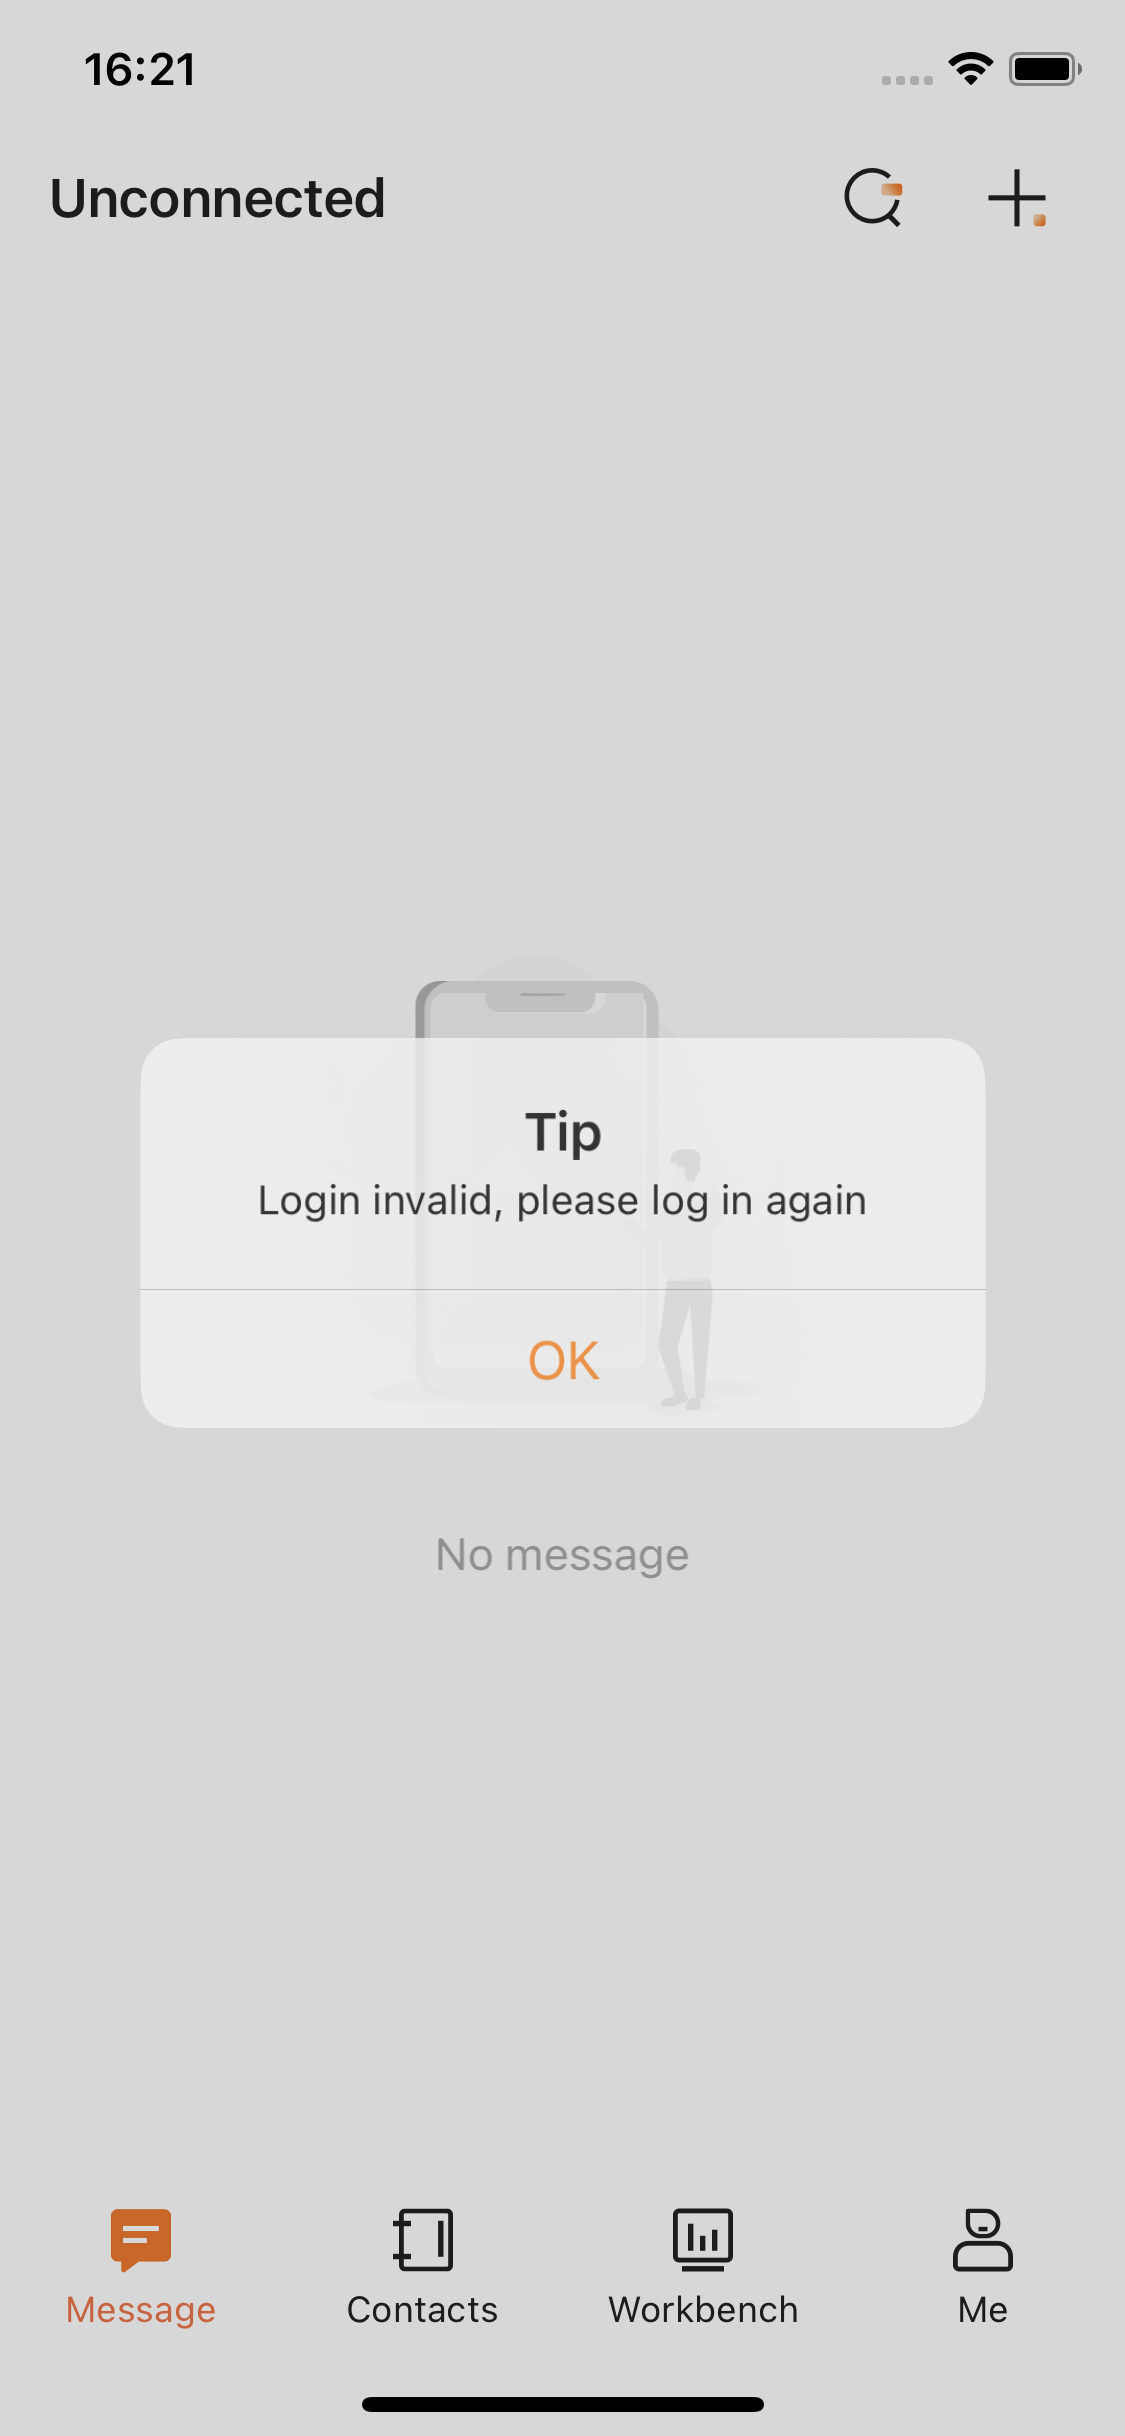 16:21
Unconnected
Tip
Login invalid, please log in again
OK
No message
Message
Contacts
Workbench
Me